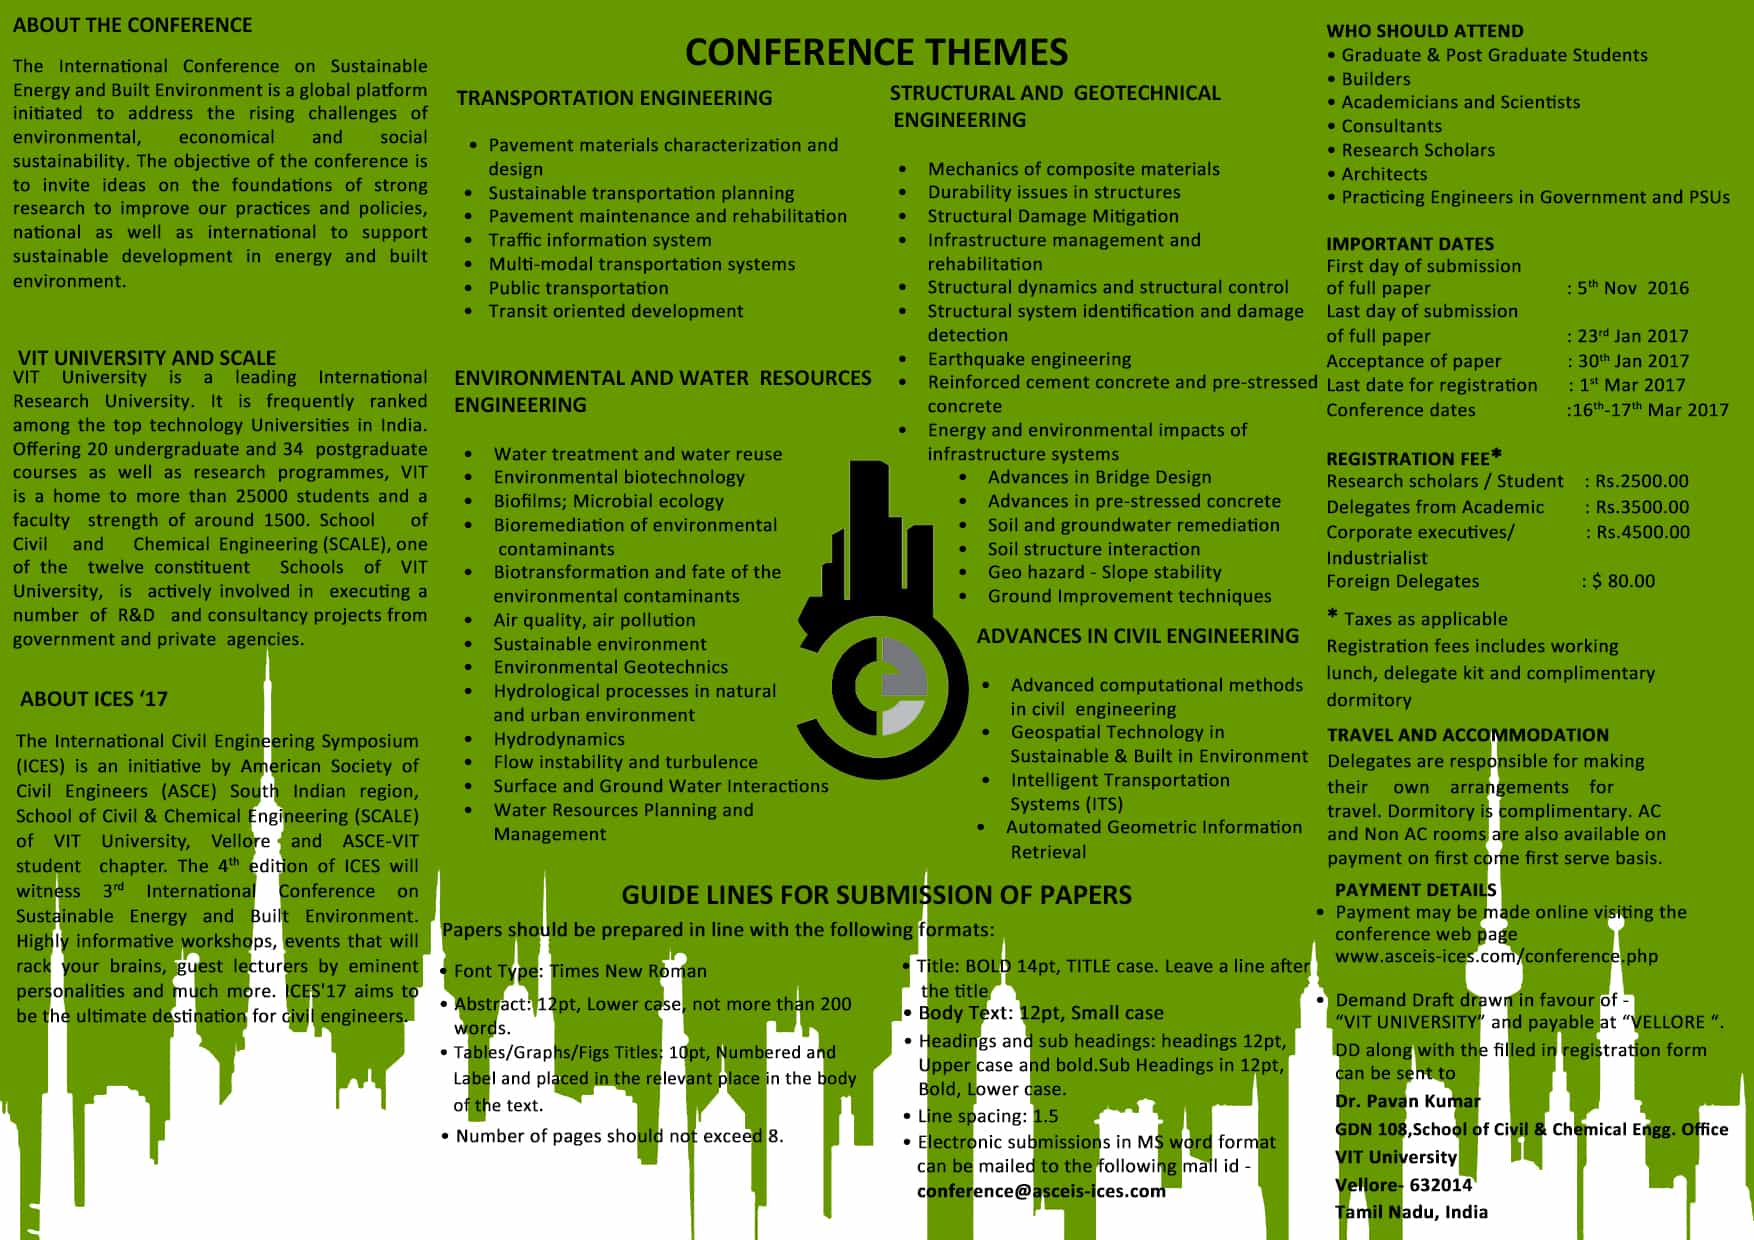 ABOUT THE CONFERENCE
The International Conference on Sustainable
Energy and Built Environment is a global platform
initiated to address the rising challenges of
environmental, economical and social
sustainability. The objective of the conference is
to invite ideas on the foundations of strong
research to improve our practices and policies,
national as well as international to support
sustainable development in energy and built
environment.
VIT UNIVERSITY AND SCALE
VIT University is a leading International
Research University. It is frequently ranked
among the top technology Universities in India.
Offering 20 undergraduate and 34 postgraduate
courses as well as research programmes, VIT
is a home to more than 25000 students and a
faculty strength of around 1500. School of
Civil and Chemical Engineering (SCALE), one
of the twelve constituent Schools of VIT
University, is actively involved in executing a
number of R&D and consultancy projects from
government and private agencies.
ABOUT ICES ‘17
The International Civil Engineering Symposium
(ICES) is an initiative by American Society of
Civil Engineers (ASCE) South Indian region,
School of Civil & Chemical Engineering (SCALE)
of VIT University, Vellore and ASCE-VIT
student chapter. The 4th edition of ICES will
witness 3rd International Conference on
Sustainable Energy and Built Environment.
Highly informative workshops, events that will
rack your brains, guest lecturers by eminent
personalities and much more. ICES'17 aims to
be the ultimate destination for civil engineers.
CONFERENCE THEMES
TRANSPORTATION ENGINEERING
• Pavement materials characterization and
design
• Sustainable transportation planning
• Pavement maintenance and rehabilitation
• Traffic information system
• Multi-modal transportation systems
• Public transportation
• Transit oriented development
ENVIRONMENTAL AND WATER RESOURCES
ENGINEERING
• Water treatment and water reuse
• Environmental biotechnology
• Biofilms; Microbial ecology
• Bioremediation of environmental
contaminants
• Biotransformation and fate of the
environmental contaminants
• Air quality, air pollution
• Sustainable environment
• Environmental Geotechnics
• Hydrological processes in natural
and urban environment
• Hydrodynamics
• Flow instability and turbulence
• Surface and Ground Water Interactions
• Water Resources Planning and
Management
STRUCTURAL AND GEOTECHNICAL
ENGINEERING
• Mechanics of composite materials
• Durability issues in structures
• Structural Damage Mitigation
• Infrastructure management and
rehabilitation
• Structural dynamics and structural control
• Structural system identification and damage
detection
• Earthquake engineering
• Reinforced cement concrete and pre-stressed
concrete
• Energy and environmental impacts of
infrastructure systems
• Advances in Bridge Design
• Advances in pre-stressed concrete
• Soil and groundwater remediation
• Soil structure interaction
• Geo hazard - Slope stability
• Ground Improvement techniques
ADVANCES IN CIVIL ENGINEERING
• Advanced computational methods
in civil engineering
• Geospatial Technology in
Sustainable & Built in Environment
• Intelligent Transportation
Systems (ITS)
• Automated Geometric Information
Retrieval
GUIDE LINES FOR SUBMISSION OF PAPERS
Papers should be prepared in line with the following formats:
• Font Type: Times New Roman
• Abstract: 12pt, Lower case, not more than 200
words.
• Tables/Graphs/Figs Titles: 10pt, Numbered and
Label and placed in the relevant place in the body
of the text.
• Number of pages should not exceed 8.
• Title: BOLD 14pt, TITLE case. Leave a line after
the title
• Body Text: 12pt, Small case
• Headings and sub headings: headings 12pt,
Upper case and bold.Sub Headings in 12pt,
Bold, Lower case.
• Line spacing: 1.5
• Electronic submissions in MS word format
can be mailed to the following mail id -
conference@asceis-ices.com
WHO SHOULD ATTEND
• Graduate & Post Graduate Students
• Builders
• Academicians and Scientists
• Consultants
• Research Scholars
• Architects
• Practicing Engineers in Government and PSUs
IMPORTANT DATES
First day of submission
of full paper : 5th Nov 2016
Last day of submission
of full paper : 23rd Jan 2017
Acceptance of paper : 30th Jan 2017
Last date for registration : 1st Mar 2017
Conference dates :16th-17th Mar 2017
REGISTRATION FEE*
Research scholars / Student : Rs.2500.00
Delegates from Academic : Rs.3500.00
Corporate executives/ : Rs.4500.00
Industrialist
Foreign Delegates : $ 80.00
* Taxes as applicable
Registration fees includes working
lunch, delegate kit and complimentary
dormitory
TRAVEL AND ACCOMMODATION
Delegates are responsible for making
their own arrangements for
travel. Dormitory is complimentary. AC
and Non AC rooms are also available on
payment on first come first serve basis.
PAYMENT DETAILS
• Payment may be made online visiting the
conference web page
www.asceis-ices.com/conference.php
• Demand Draft drawn in favour of -
“VIT UNIVERSITY” and payable at “VELLORE “.
DD along with the filled in registration form
can be sent to
Dr. Pavan Kumar
GDN 108,School of Civil & Chemical Engg. Office
VIT University
Vellore- 632014
Tamil Nadu, India